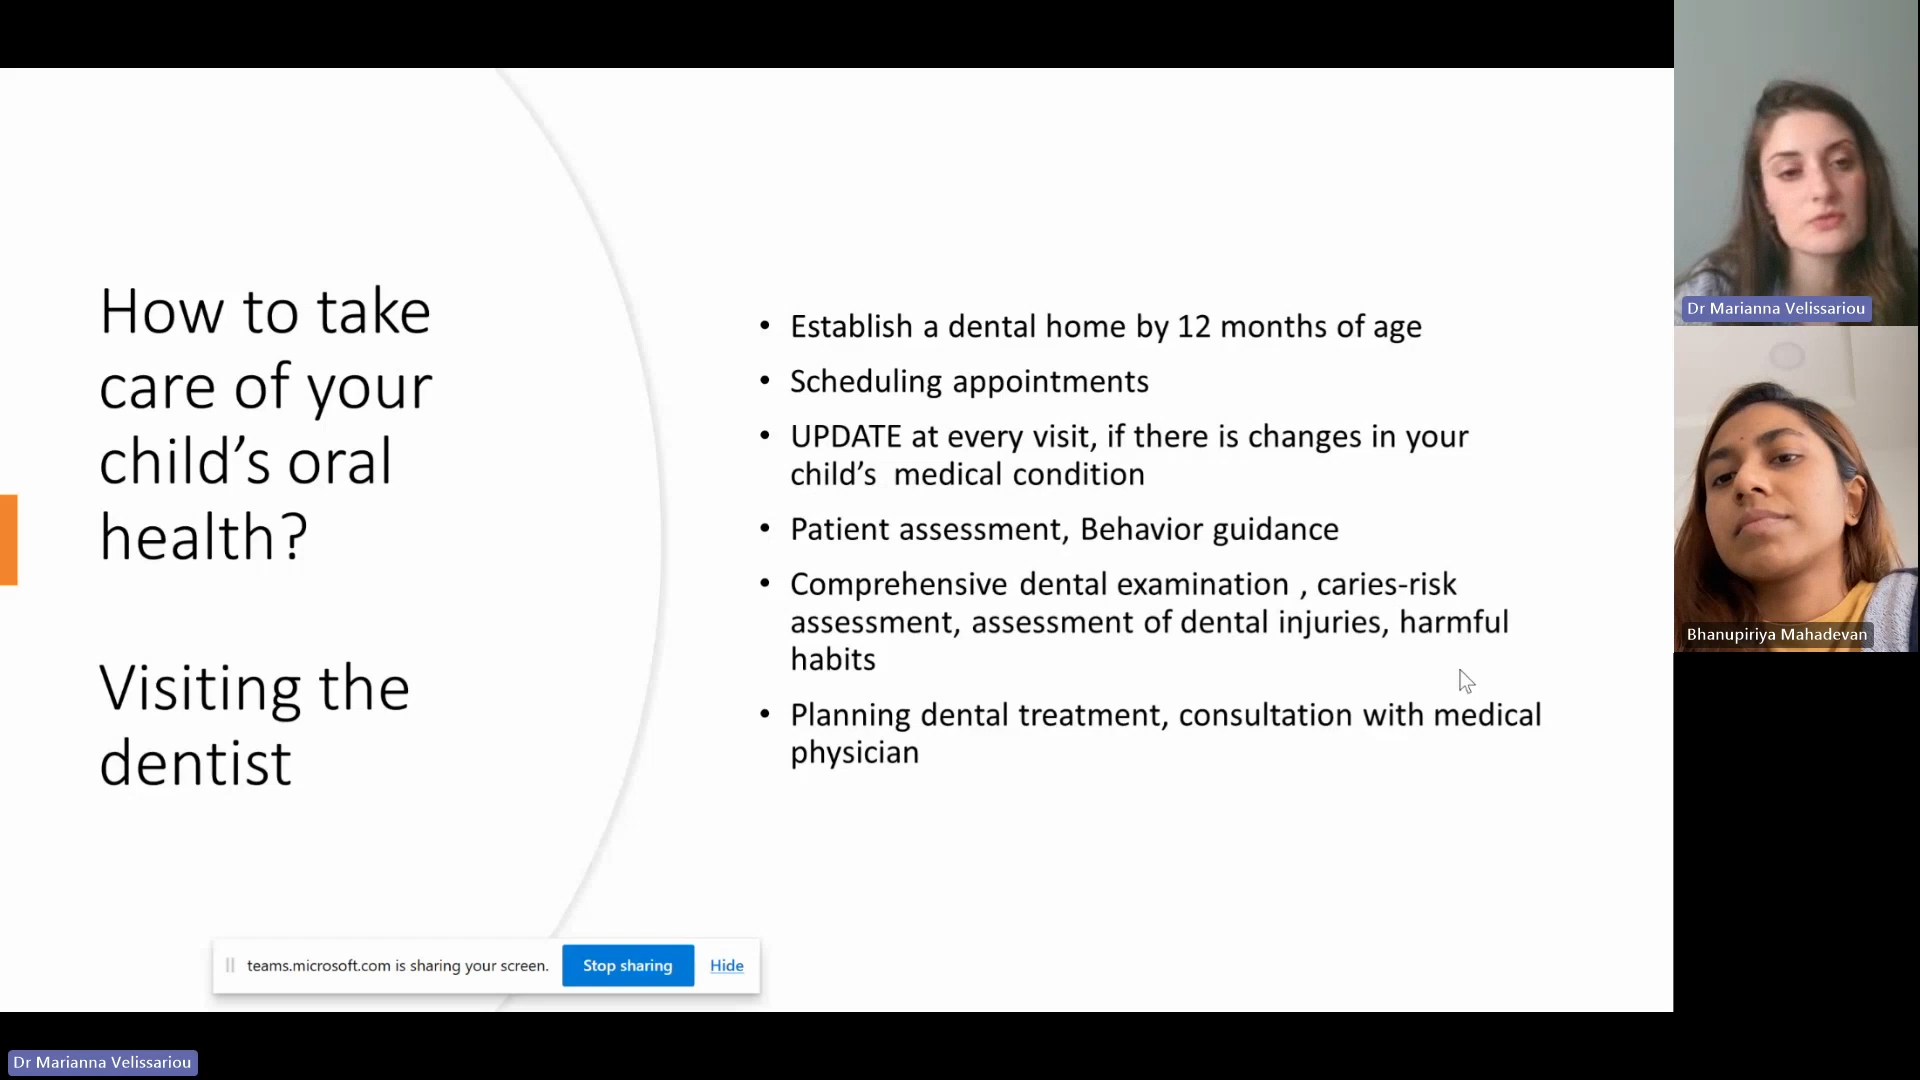 How to take
care of your
child's oral
health?
Visiting the
dentist
• Establish a dental home by 12 months of age
• Scheduling appointments
• UPDATE at every visit, if there is changes in your
child's  medical condition
• Patient assessment, Behavior guidance
• Comprehensive dental examination , caries-risk
assessment, assessment of dental injuries, harmful
habits
• Planning dental treatment, consultation with medical
physician
teams.microsoft.com is sharing your screen. Stop sharing Hide
Dr Marianna Velissariou
Bhanupiriya Mahadevan
Dr Marianna Velissariou